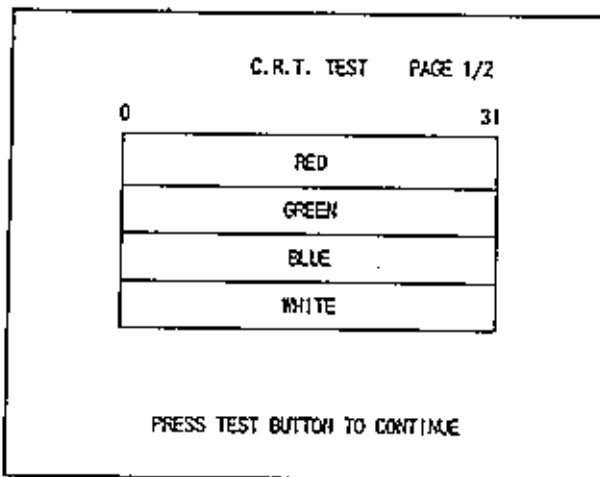 C.R.T. TEST PAGE 1/2
0 31
RED
GREEN
BLUE
WHITE
PRESS TEST BUTTON TO CONTINUE